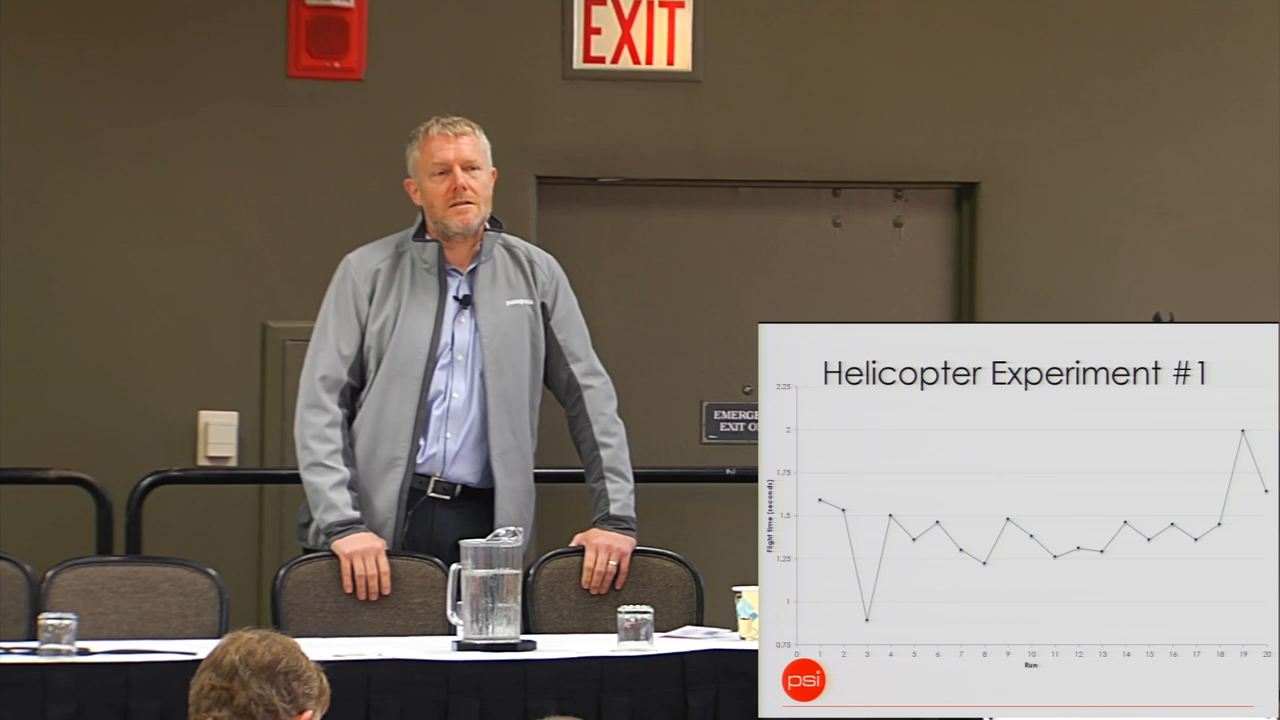 EXIT
EMERGE
EXIT O
Helicopter Experiment #1
2.25
2
1.75
1.5
1.25
1
0.75
Flight time (seconds)
0 1 2 3 4 5 6 7 8 9 10 11 12 13 14 15 16 17 18 19 20
Run
psi